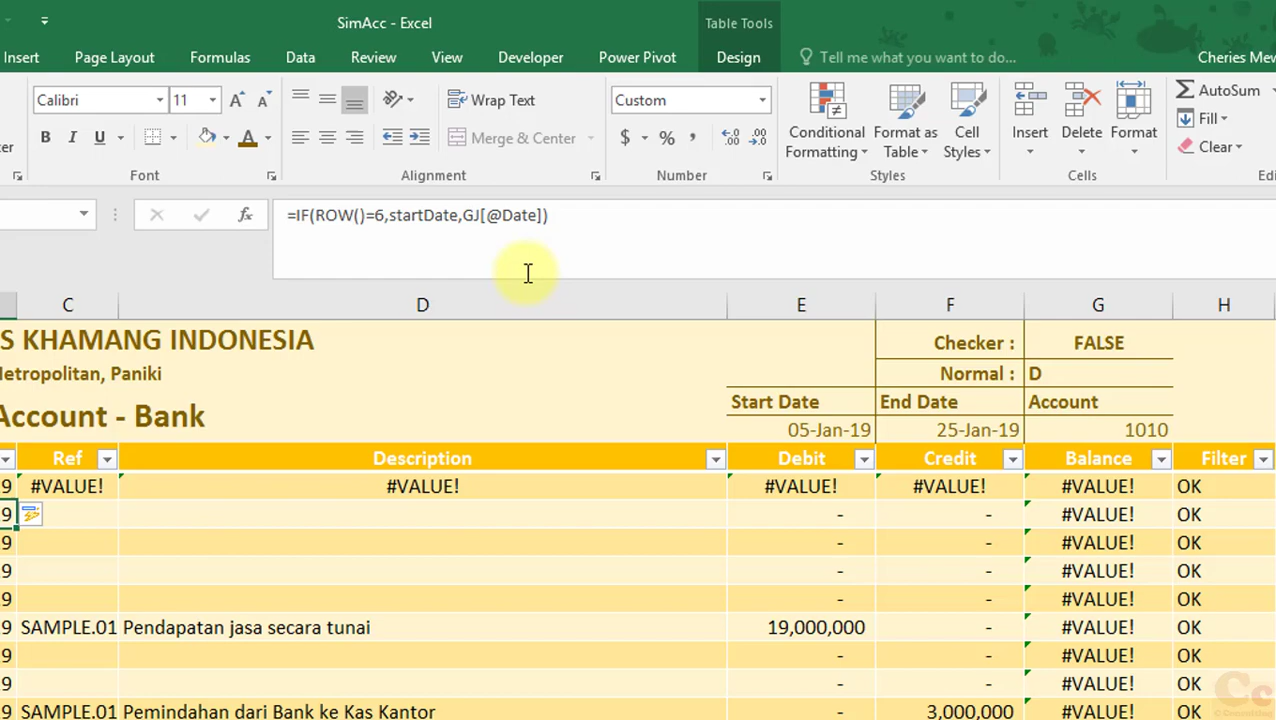 SimAcc - Excel
Table Tools
Insert Page Layout Formulas Data Review View Developer Power Pivot Design Tell me what you want to do... Cheries Mew
Calibri 11 Wrap Text Custom AutoSum
Fill
B I U Merge & Center $ % Conditional Formatting Format as Table Cell Styles Insert Delete Format Clear
Font Alignment Number Styles Cells
fx =IF(ROW()=6,startDate,GJ[@Date])
C D E F G H
S KHAMANG INDONESIA Checker : FALSE
Metropolitan, Paniki Normal : D
Account - Bank Start Date End Date Account
05-Jan-19 25-Jan-19 1010
Ref Description Debit Credit Balance Filter
9 #VALUE! #VALUE! #VALUE! #VALUE! #VALUE! OK
9 - - #VALUE! OK
9 - - #VALUE! OK
9 - - #VALUE! OK
9 - - #VALUE! OK
9 SAMPLE.01 Pendapatan jasa secara tunai 19,000,000 - #VALUE! OK
9 - - #VALUE! OK
9 - - #VALUE! OK
9 SAMPLE.01 Pemindahan dari Bank ke Kas Kantor - 3,000,000 #VALUE! OK